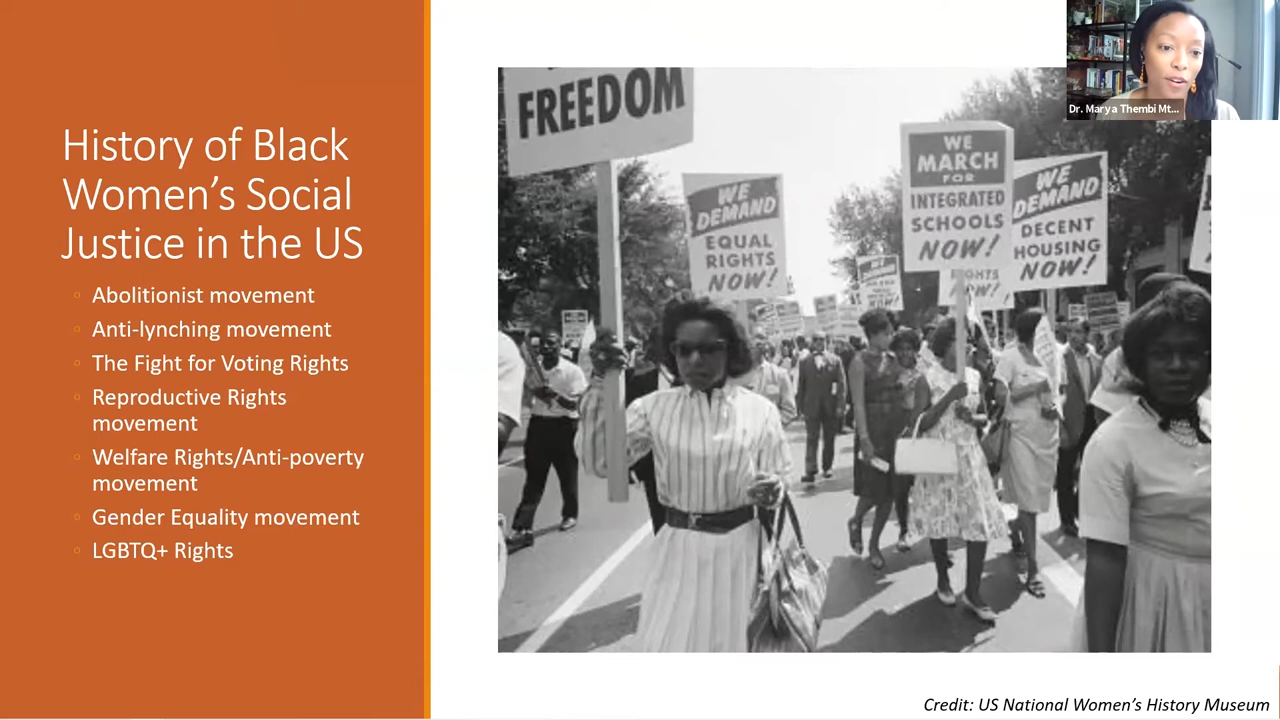 History of Black
Women's Social
Justice in the US
Abolitionist movement
Anti-lynching movement
The Fight for Voting Rights
Reproductive Rights
movement
Welfare Rights/Anti-poverty
movement
Gender Equality movement
LGBTQ+ Rights
FREEDOM
WE
DEMAND
EQUAL
RIGHTS
NOW!
WE
MARCH
FOR
INTEGRATED
SCHOOLS
NOW!
WE
DEMAND
DECENT
HOUSING
NOW!
Dr. Marya Thembi Mt...
Credit: US National Women's History Museum